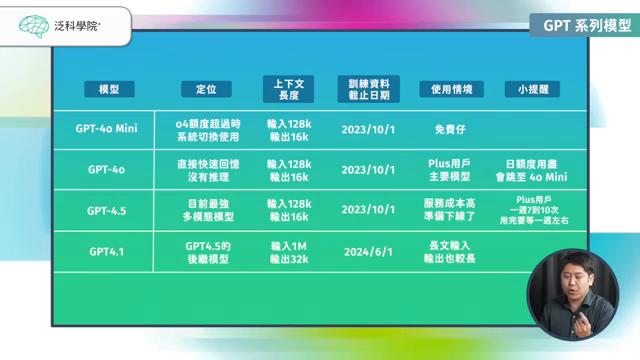 泛科學院
GPT 系列模型
模型 定位 上下文長度 訓練資料截止日期 使用情境 小提醒
GPT-4o Mini o4額度超過時系統切換使用 輸入128k 輸出16k 2023/10/1 免費仔
GPT-4o 直接快速回憶沒有推理 輸入128k 輸出16k 2023/10/1 Plus用戶主要模型 日額度用盡會跳至 4o Mini
GPT-4.5 目前最強多模態模型 輸入128k 輸出16k 2023/10/1 服務成本高準備下線了 Plus用戶一週7到10次用完要等一週左右
GPT4.1 GPT4.5的後繼模型 輸入1M 輸出32k 2024/6/1 長文輸入輸出也較長